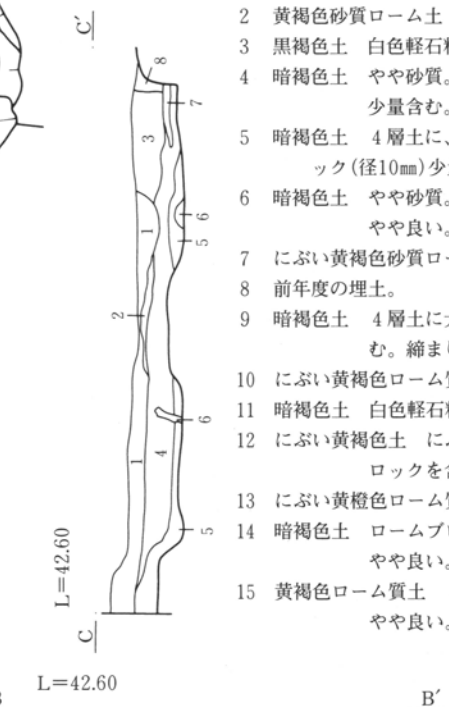 C′
8
7
3
1
6
5
2
6
1
4
5
L=42.60
C
L=42.60
B′
2 黄褐色砂質ローム土
3 黒褐色土 白色軽石粒
4 暗褐色土 やや砂質。
少量含む。
5 暗褐色土 4層土に、
ック(径10㎜)少
6 暗褐色土 やや砂質。
やや良い。
7 にぶい黄褐色砂質ロー
8 前年度の埋土。
9 暗褐色土 4層土に
む。締ま
10 にぶい黄褐色ローム質
11 暗褐色土 白色軽石粒
12 にぶい黄褐色土 に
ロックを含
13 にぶい黄橙色ローム質
14 暗褐色土 ロームブロ
やや良い。
15 黄褐色ローム質土
やや良い。